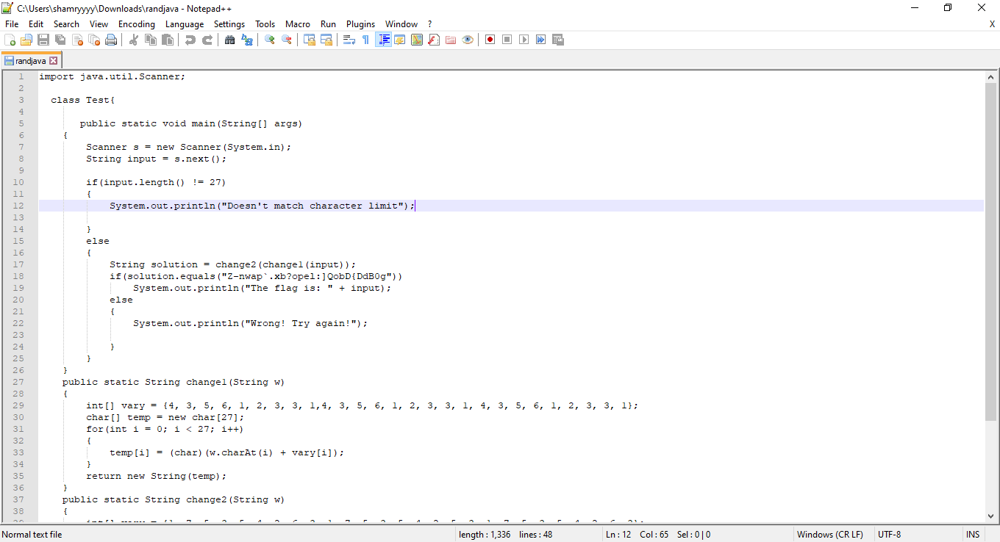 C:\Users\shamryyyy\Downloads\randjava - Notepad++
File Edit Search View Encoding Language Settings Tools Macro Run Plugins Window ? X
randjava
1 import java.util.Scanner;
2
3 class Test{
4
5 public static void main(String[] args)
6 {
7 Scanner s = new Scanner(System.in);
8 String input = s.next();
9
10 if(input.length() != 27)
11 {
12 System.out.println("Doesn't match character limit");
13
14 }
15 else
16 {
17 String solution = change2(change1(input));
18 if(solution.equals("Z-nwap`.xb?opel:]QobD{DdB0g"))
19 System.out.println("The flag is: " + input);
20 else
21 {
22 System.out.println("Wrong! Try again!");
23
24 }
25 }
26 }
27 public static String change1(String w)
28 {
29 int[] vary = {4, 3, 5, 6, 1, 2, 3, 3, 1,4, 3, 5, 6, 1, 2, 3, 3, 1, 4, 3, 5, 6, 1, 2, 3, 3, 1};
30 char[] temp = new char[27];
31 for(int i = 0; i < 27; i++)
32 {
33 temp[i] = (char)(w.charAt(i) + vary[i]);
34 }
35 return new String(temp);
36 }
37 public static String change2(String w)
38 {
Normal text file length : 1,336 lines : 48 Ln : 12 Col : 65 Sel : 0 | 0 Windows (CR LF) UTF-8 INS